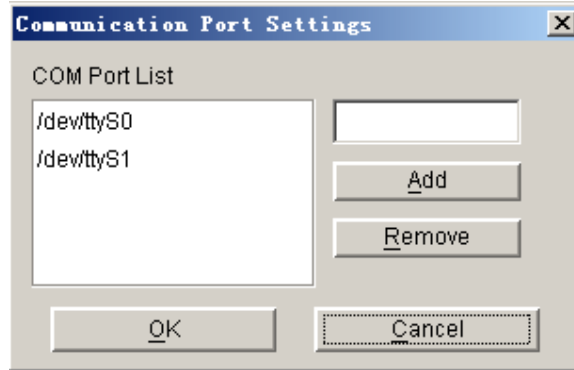 Communication Port Settings
COM Port List
/dev/ttyS0
/dev/ttyS1
Add
Remove
OK
Cancel